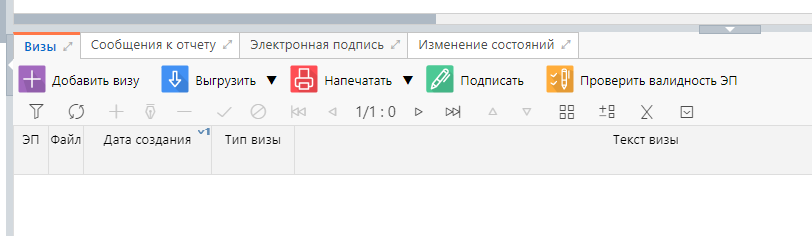 Визы Сообщения к отчету Электронная подпись Изменение состояний
Добавить визу Выгрузить Напечатать Подписать Проверить валидность ЭП
1/1 : 0
ЭП Файл Дата создания 1 Тип визы Текст визы